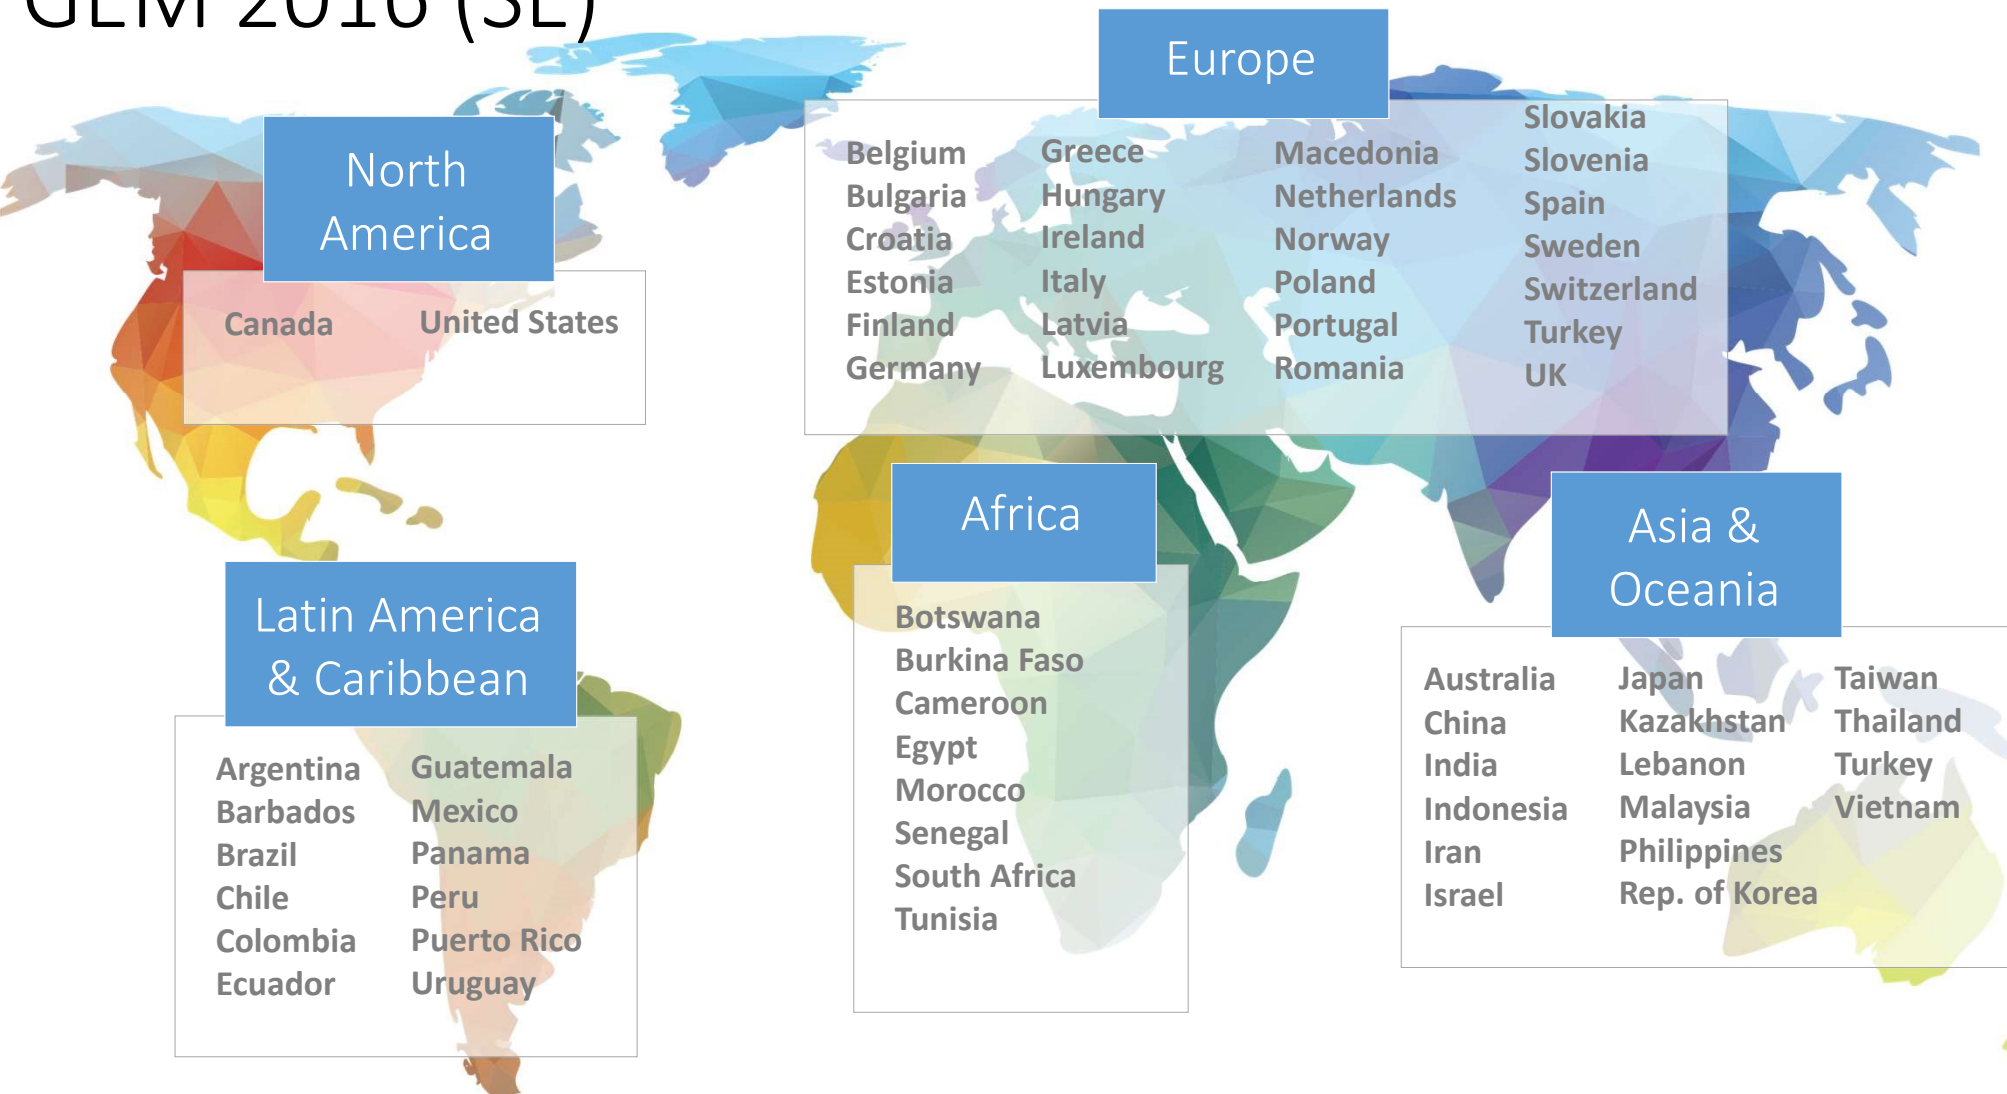 GEM 2016 (SE)
Europe
North
America
Canada
United States
Belgium
Bulgaria
Croatia
Estonia
Finland
Germany
Greece
Hungary
Ireland
Italy
Latvia
Luxembourg
Macedonia
Netherlands
Norway
Poland
Portugal
Romania
Slovakia
Slovenia
Spain
Sweden
Switzerland
Turkey
UK
Latin America
& Caribbean
Argentina
Barbados
Brazil
Chile
Colombia
Ecuador
Guatemala
Mexico
Panama
Peru
Puerto Rico
Uruguay
Africa
Botswana
Burkina Faso
Cameroon
Egypt
Morocco
Senegal
South Africa
Tunisia
Asia &
Oceania
Australia
China
India
Indonesia
Iran
Israel
Japan
Kazakhstan
Lebanon
Malaysia
Philippines
Rep. of Korea
Taiwan
Thailand
Turkey
Vietnam